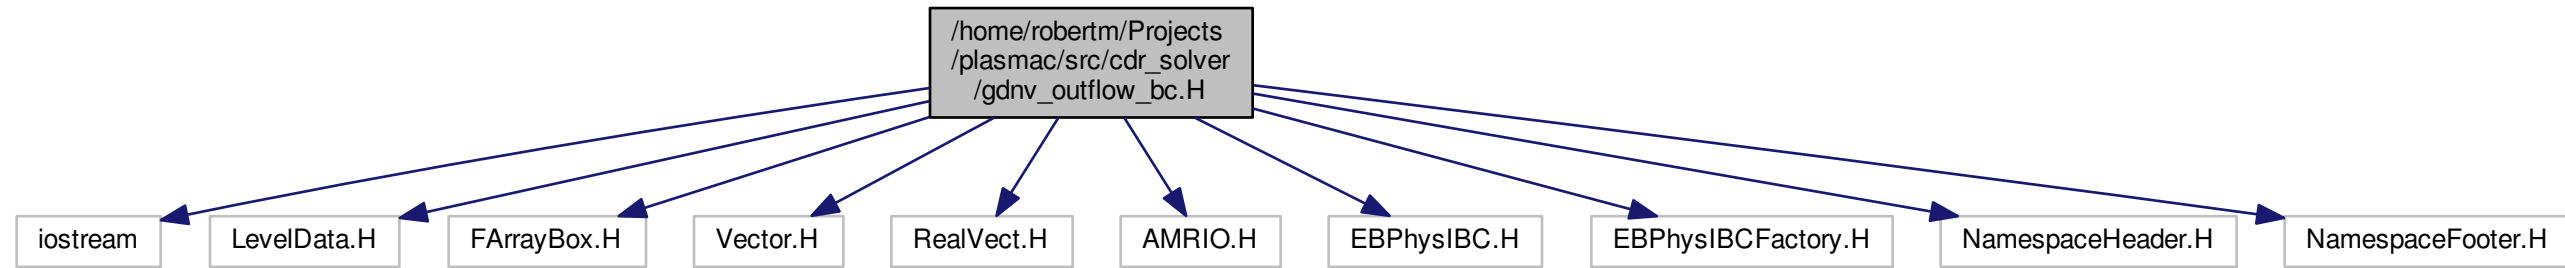 /home/robertm/Projects
/plasmac/src/cdr_solver
/gdnv_outflow_bc.H
iostream
LevelData.H
FArrayBox.H
Vector.H
RealVect.H
AMRIO.H
EBPhysIBC.H
EBPhysIBCFactory.H
NamespaceHeader.H
NamespaceFooter.H